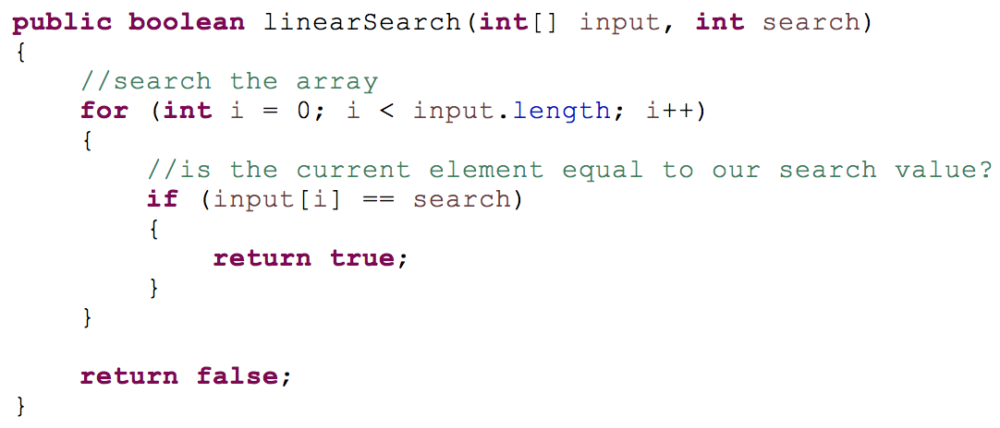 public boolean linearSearch(int[] input, int search)
{
    //search the array
    for (int i = 0; i < input.length; i++)
    {
        //is the current element equal to our search value?
        if (input[i] == search)
        {
            return true;
        }
    }

    return false;
}